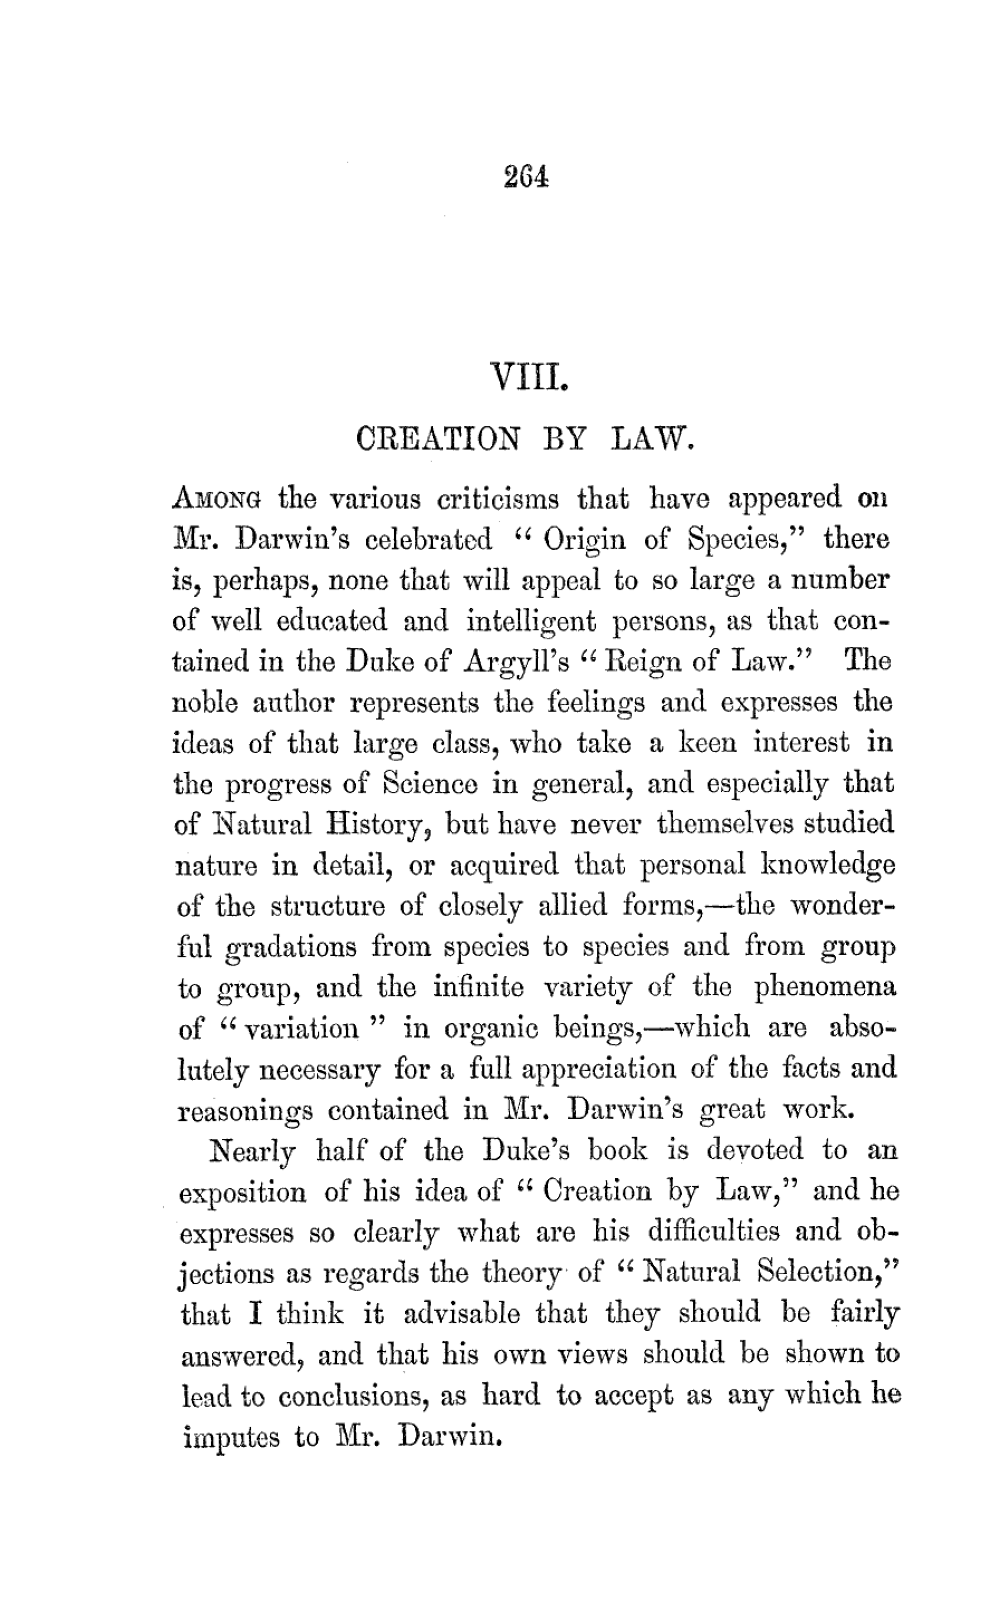 264
VIII.
CREATION BY LAW.
AMONG the various criticisms that have appeared on
Mr. Darwin's celebrated “ Origin of Species,” there
is, perhaps, none that will appeal to so large a number
of well educated and intelligent persons, as that con-
tained in the Duke of Argyll's “ Reign of Law.” The
noble author represents the feelings and expresses the
ideas of that large class, who take a keen interest in
the progress of Science in general, and especially that
of Natural History, but have never themselves studied
nature in detail, or acquired that personal knowledge
of the structure of closely allied forms,—the wonder-
ful gradations from species to species and from group
to group, and the infinite variety of the phenomena
of “ variation ” in organic beings,—which are abso-
lutely necessary for a full appreciation of the facts and
reasonings contained in Mr. Darwin's great work.
Nearly half of the Duke's book is devoted to an
exposition of his idea of “ Creation by Law,” and he
expresses so clearly what are his difficulties and ob-
jections as regards the theory of “ Natural Selection,”
that I think it advisable that they should be fairly
answered, and that his own views should be shown to
lead to conclusions, as hard to accept as any which he
imputes to Mr. Darwin.